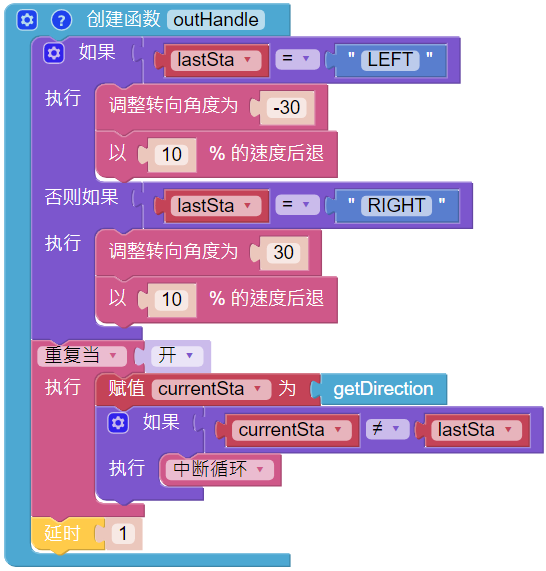 ? 创建函数 outHandle
如果 lastSta = " LEFT "
执行 调整转向角度为 -30
以 10 % 的速度后退
否则如果 lastSta = " RIGHT "
执行 调整转向角度为 30
以 10 % 的速度后退
重复当 开
执行 赋值 currentSta 为 getDirection
如果 currentSta ≠ lastSta
执行 中断循环
延时 1